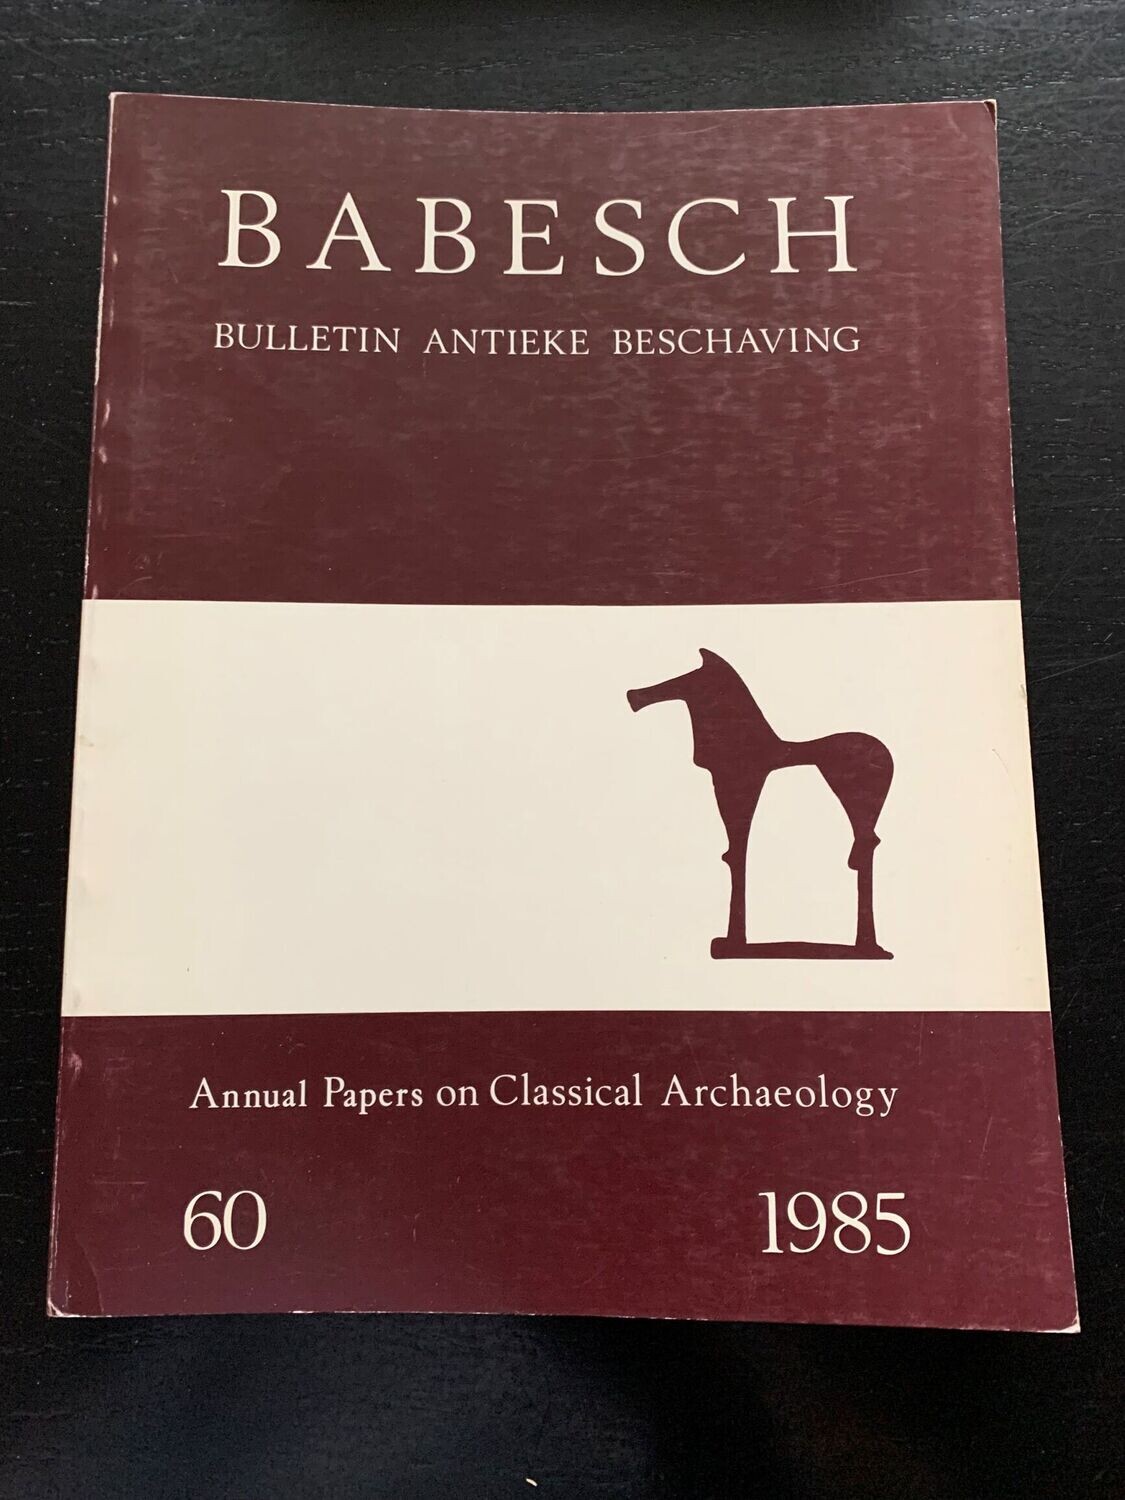 BABESCH
BULLETIN ANTIEKE BESCHAVING
Annual Papers on Classical Archaeology
60 1985